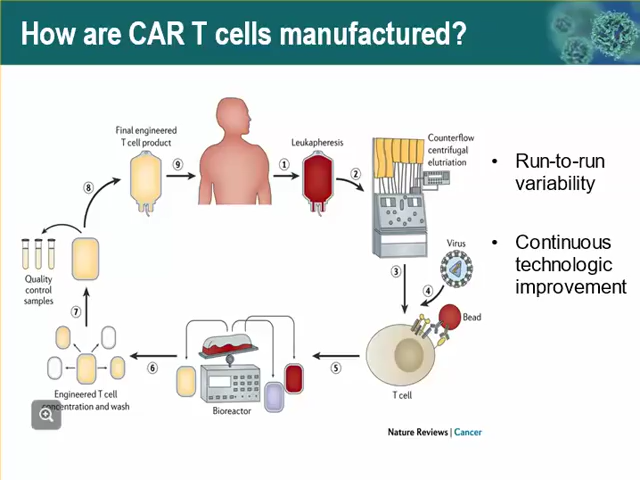 How are CAR T cells manufactured?
Final engineered
T cell product
9
1
Leukapheresis
2
Counterflow
centrifugal
elutriation
8
Quality
control
samples
3
Virus
4
Bead
T cell
5
Bioreactor
6
7
Engineered T cell
concentration and wash
Nature Reviews | Cancer
• Run-to-run
variability
• Continuous
technologic
improvement